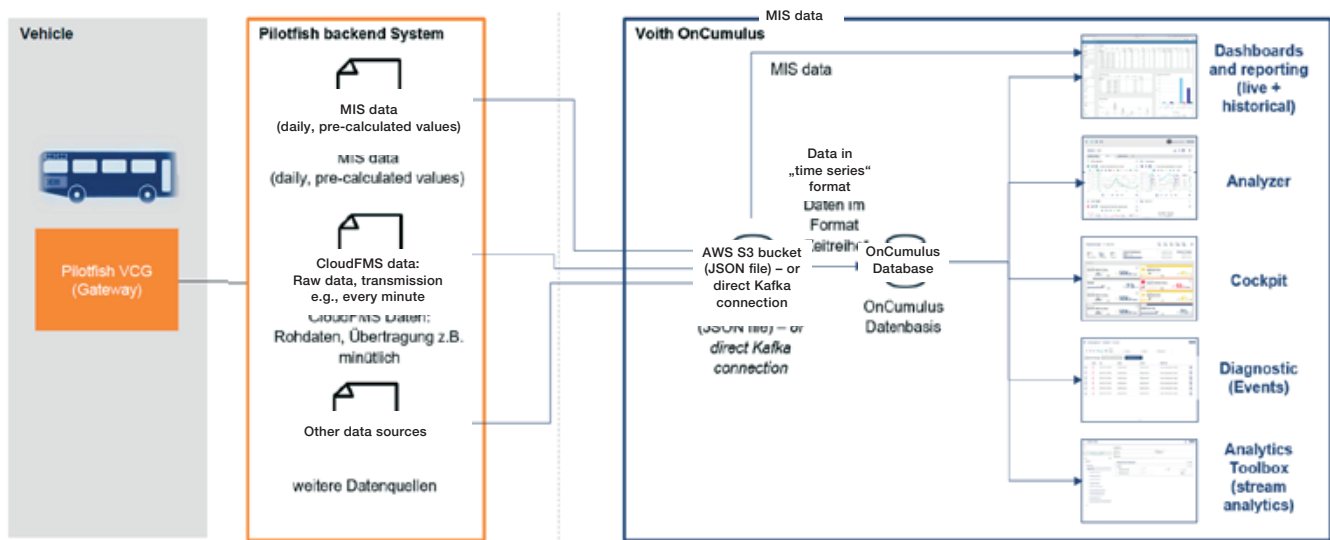 MIS data
Vehicle
Pilotfish VCG
(Gateway)
Pilotfish backend System
MIS data
(daily, pre-calculated values)
MIS data
(daily, pre-calculated values)
CloudFMS data:
Raw data, transmission
e.g., every minute
CloudFMS Daten:
Rohdaten, Übertragung z.B.
minütlich
Other data sources
weitere Datenquellen
Voith OnCumulus
MIS data
Data in
„time series“
format
Daten im
Format
AWS S3 bucket
(JSON file) – or
direct Kafka
connection
(JSON file) – or
direct Kafka
connection
OnCumulus
Database
OnCumulus
Datenbasis
Dashboards
and reporting
(live +
historical)
Analyzer
Cockpit
Diagnostic
(Events)
Analytics
Toolbox
(stream
analytics)